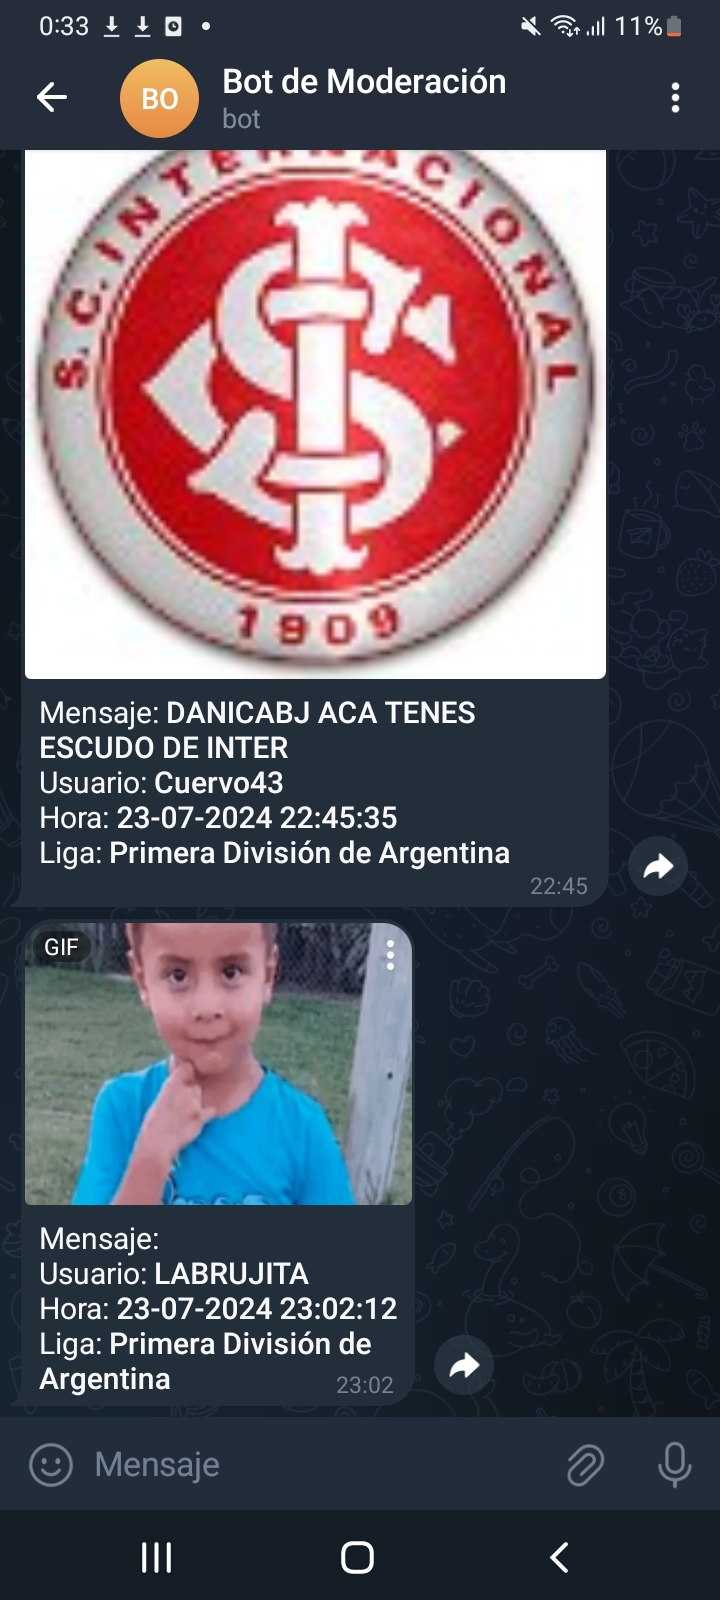 0:33
11%
BO
Bot de Moderación
bot
S. C. INTERNACIONAL
1909
Mensaje: DANICABJ ACA TENES
ESCUDO DE INTER
Usuario: Cuervo43
Hora: 23-07-2024 22:45:35
Liga: Primera División de Argentina
22:45
GIF
Mensaje:
Usuario: LABRUJITA
Hora: 23-07-2024 23:02:12
Liga: Primera División de
Argentina
23:02
Mensaje